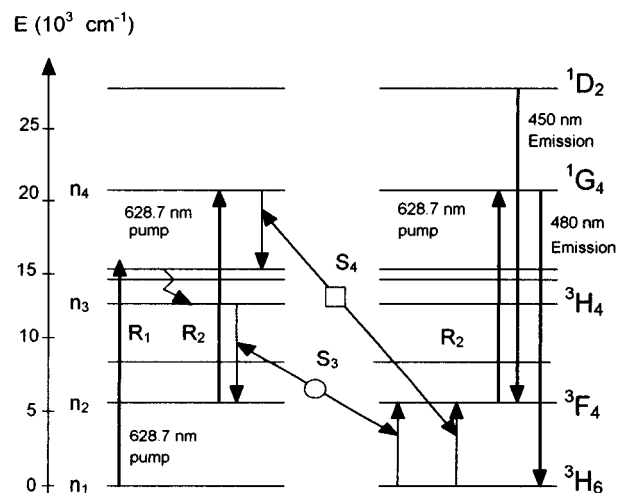 E (10³ cm⁻¹)
¹D₂
25
450 nm
Emission
¹G₄
20
n₄
628.7 nm
pump
628.7 nm
pump
480 nm
Emission
S₄
15
n₃
³H₄
10
R₁
R₂
S₃
R₂
5
n₂
³F₄
628.7 nm
pump
0
n₁
³H₆